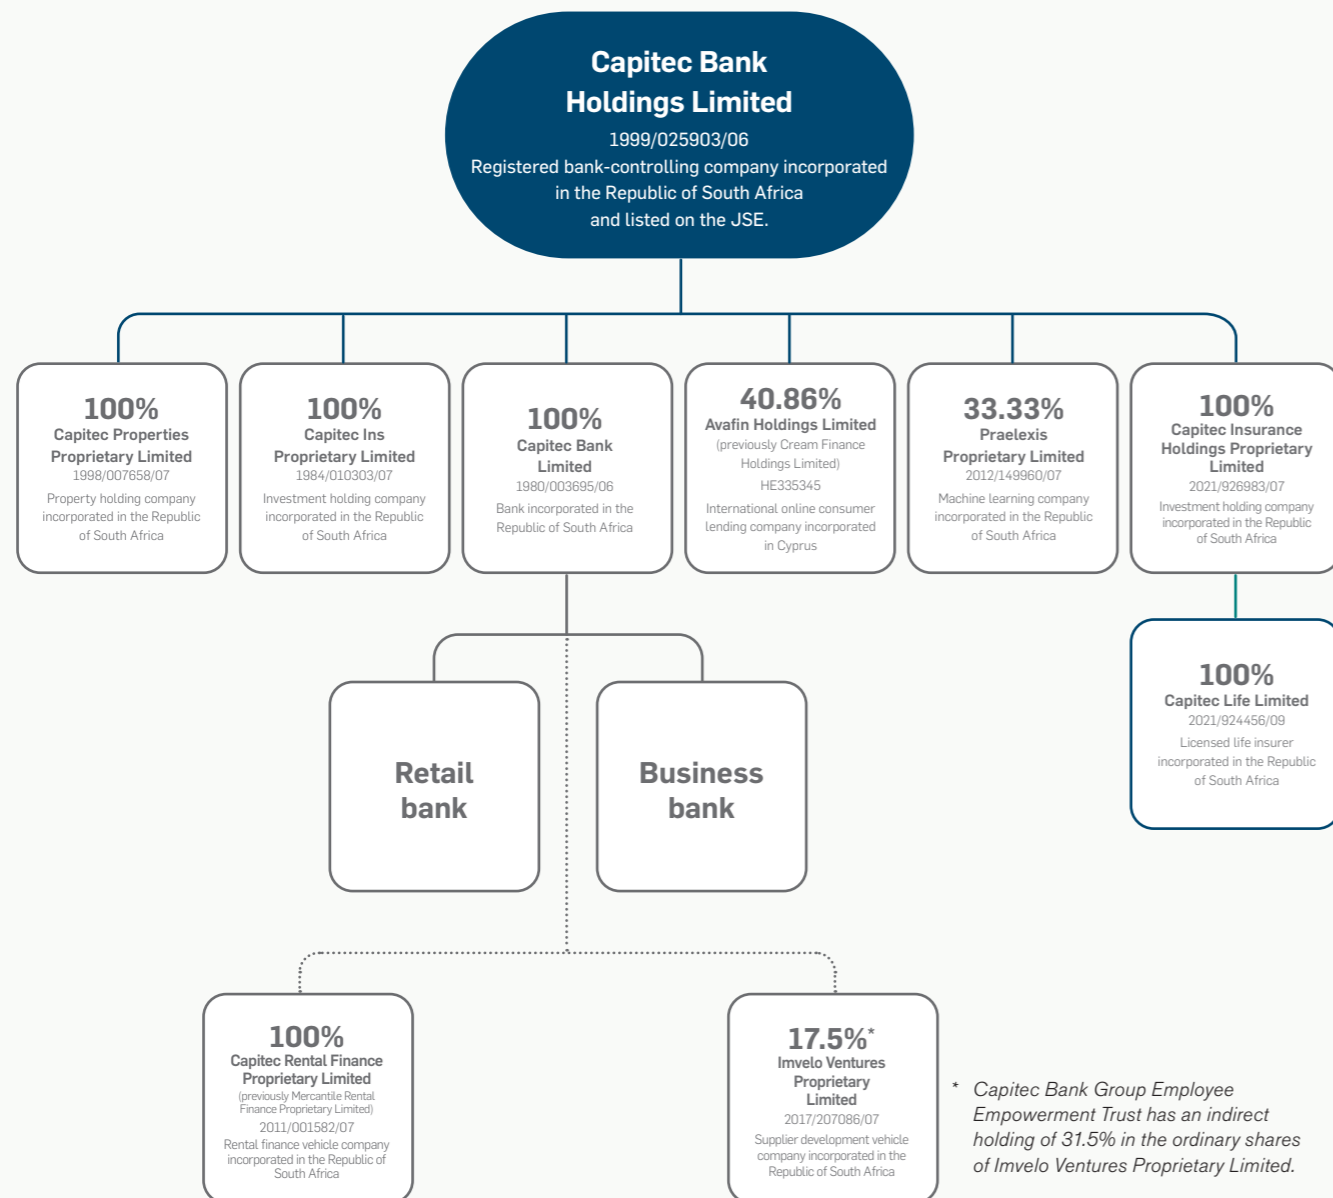 Capitec Bank
Holdings Limited
1999/025903/06
Registered bank-controlling company incorporated
in the Republic of South Africa
and listed on the JSE.
100%
Capitec Properties
Proprietary Limited
1998/007658/07
Property holding company
incorporated in the Republic
of South Africa
100%
Capitec Ins
Proprietary Limited
1984/010303/07
Investment holding company
incorporated in the Republic
of South Africa
100%
Capitec Bank
Limited
1980/003695/06
Bank incorporated in the
Republic of South Africa
40.86%
Avafin Holdings Limited
(previously Cream Finance
Holdings Limited)
HE335345
International online consumer
lending company incorporated
in Cyprus
33.33%
Praelexis
Proprietary Limited
2012/149960/07
Machine learning company
incorporated in the Republic
of South Africa
100%
Capitec Insurance
Holdings Proprietary
Limited
2021/926983/07
Investment holding company
incorporated in the Republic
of South Africa
Retail
bank
Business
bank
100%
Capitec Life Limited
2021/924456/09
Licensed life insurer
incorporated in the Republic
of South Africa
100%
Capitec Rental Finance
Proprietary Limited
(previously Mercantile Rental
Finance Proprietary Limited)
2011/001582/07
Rental finance vehicle company
incorporated in the Republic of
South Africa
17.5%*
Imvelo Ventures
Proprietary
Limited
2017/207086/07
Supplier development vehicle
company incorporated in the
Republic of South Africa
* Capitec Bank Group Employee
Empowerment Trust has an indirect
holding of 31.5% in the ordinary shares
of Imvelo Ventures Proprietary Limited.